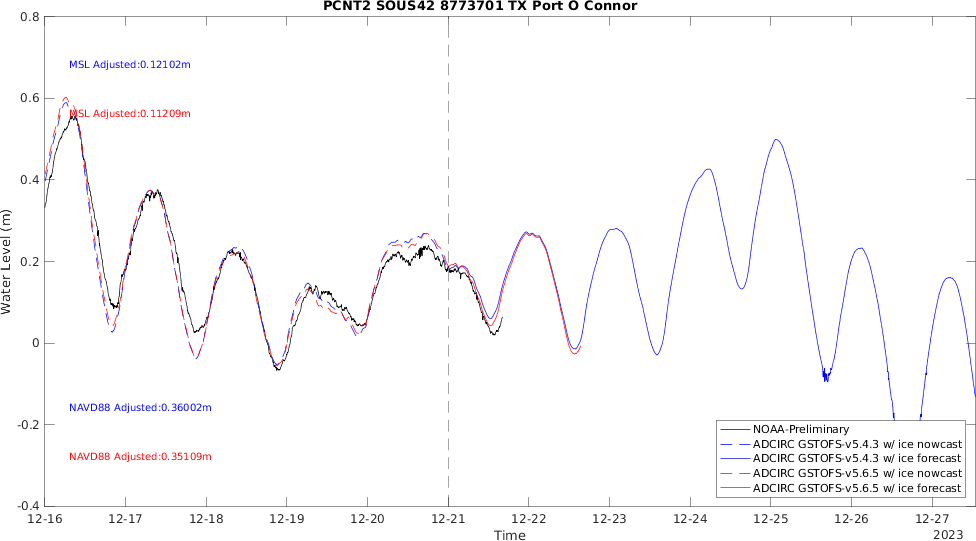 PCNT2 SOUS42 8773701 TX Port O Connor
0.8
MSL Adjusted:0.12102m
0.6
MSL Adjusted:0.11209m
0.4
Water Level (m)
0.2
0
NAVD88 Adjusted:0.36002m
-0.2
NOAA-Preliminary
ADCIRC GSTOFS-v5.4.3 w/ ice nowcast
NAVD88 Adjusted:0.35109m
ADCIRC GSTOFS-v5.4.3 w/ ice forecast
ADCIRC GSTOFS-v5.6.5 w/ ice nowcast
ADCIRC GSTOFS-v5.6.5 w/ ice forecast
-0.4
12-16 12-17 12-18 12-19 12-20 12-21 12-22 12-23 12-24 12-25 12-26 12-27
Time 2023